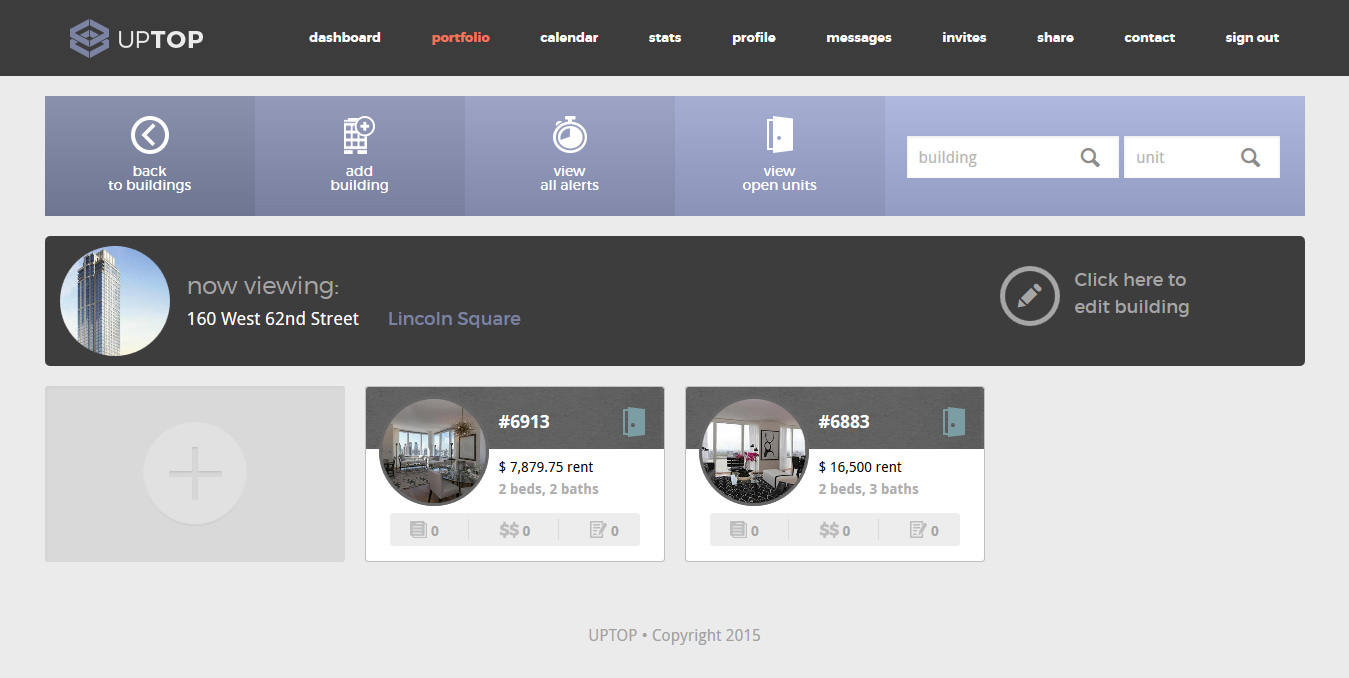 UPTOP
dashboard
portfolio
calendar
stats
profile
messages
invites
share
contact
sign out
back
to buildings
add
building
view
all alerts
view
open units
building
unit
now viewing:
160 West 62nd Street Lincoln Square
Click here to
edit building
#6913
$ 7,879.75 rent
2 beds, 2 baths
0 $$ 0 0
#6883
$ 16,500 rent
2 beds, 3 baths
0 $$ 0 0
UPTOP • Copyright 2015